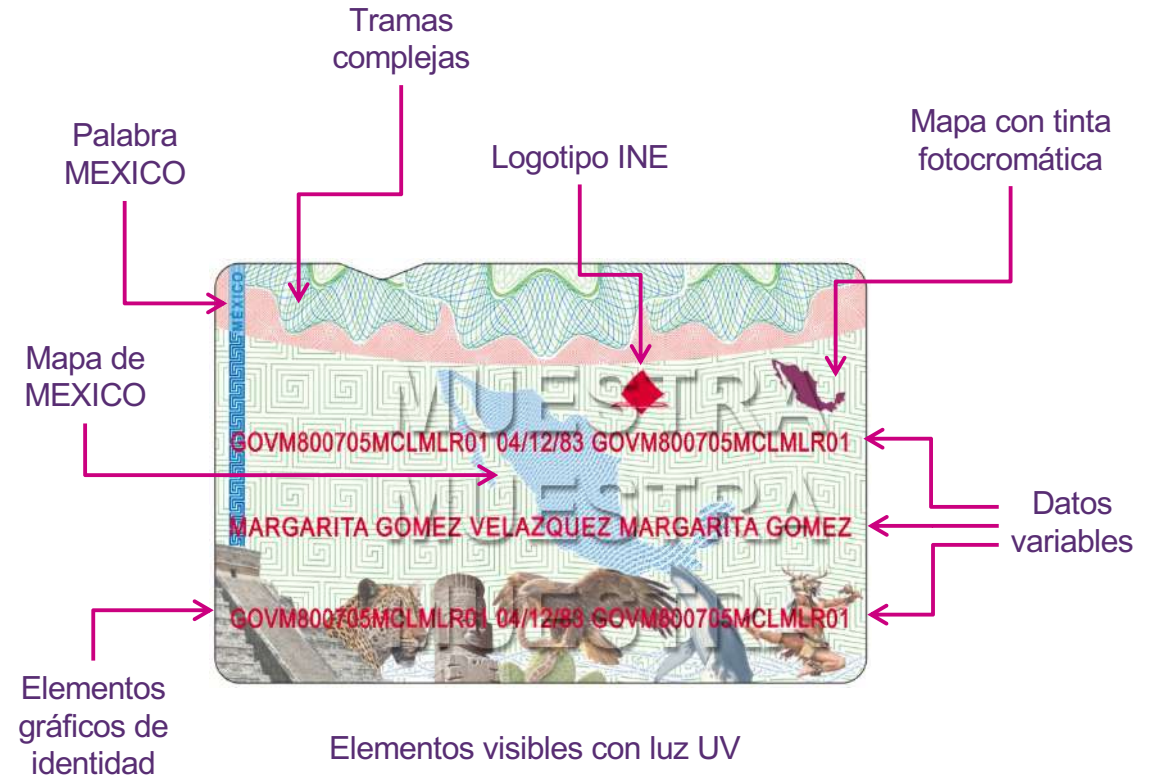 Tramas
complejas
Palabra
MEXICO
Logotipo INE
Mapa con tinta
fotocromática
MÉXICO
Mapa de
MEXICO
MUESTRA
GOVM800705MCLMLR01 04/12/83 GOVM800705MCLMLR01
MUESTRA
Datos
variables
MARGARITA GOMEZ VELAZQUEZ MARGARITA GOMEZ
MUESTRA
GOVM800705MCLMLR01 04/12/83 GOVM800705MCLMLR01
Elementos
gráficos de
identidad
Elementos visibles con luz UV